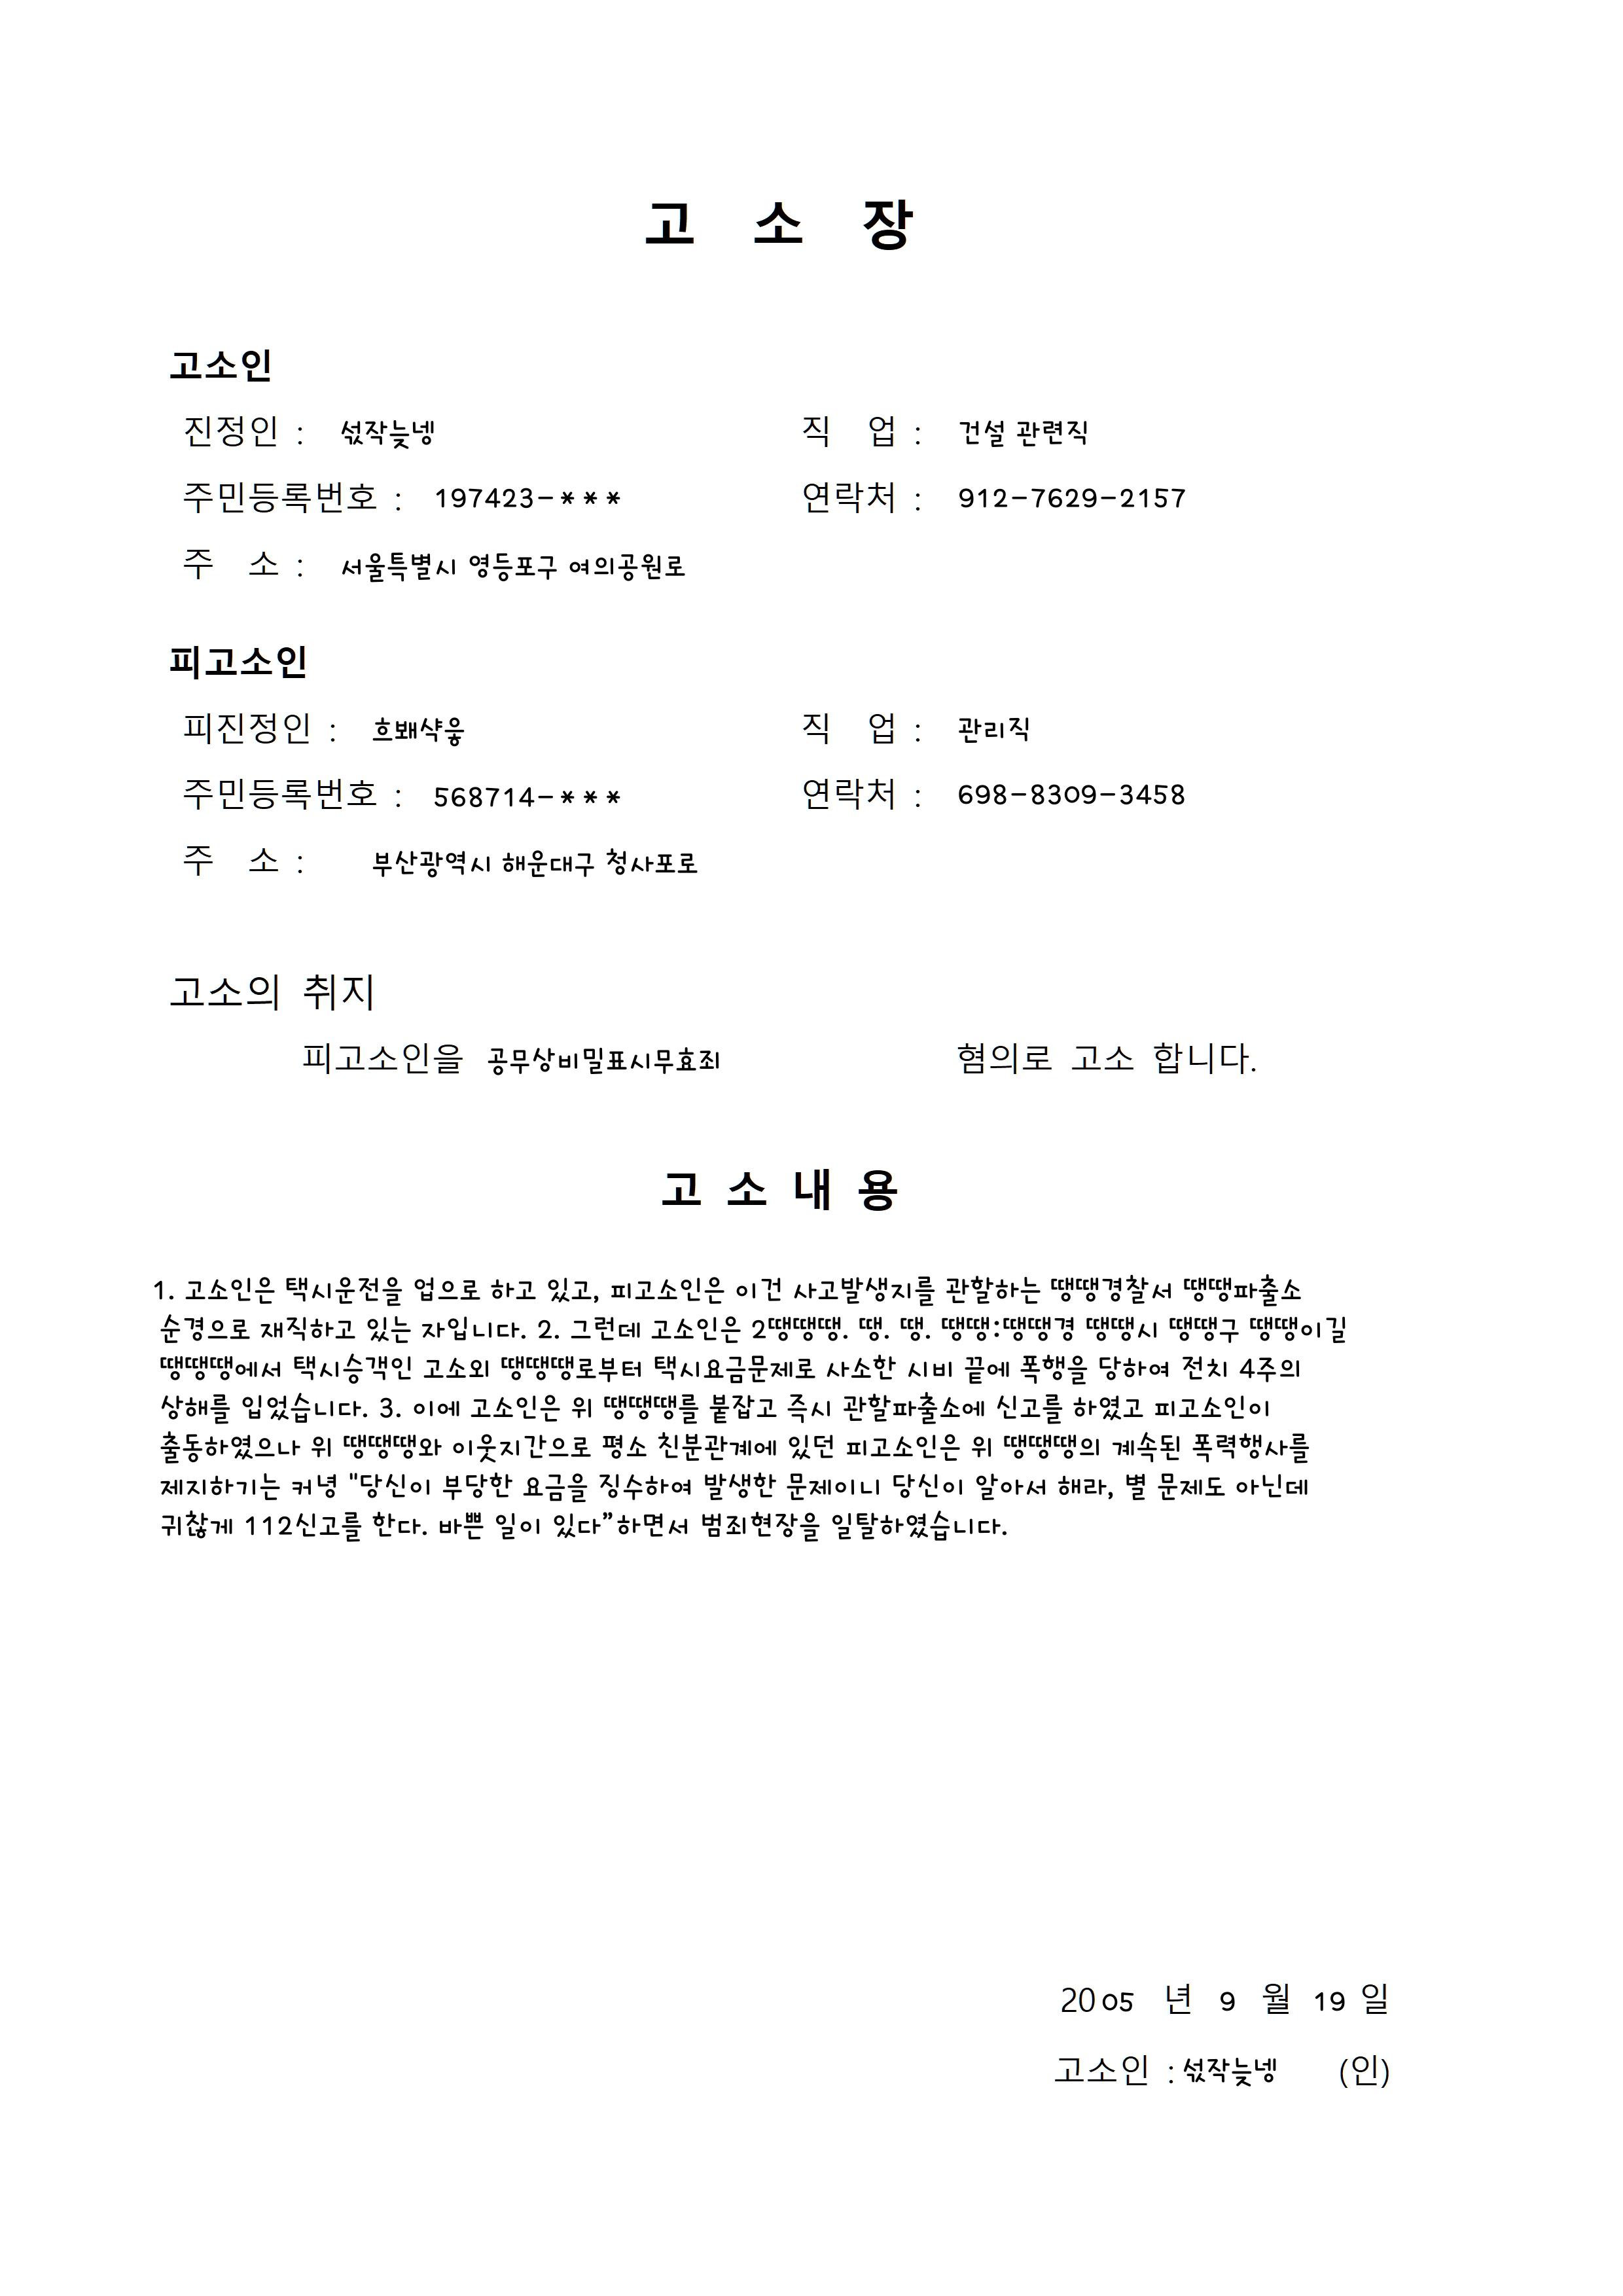 고 소 장
고소인
진정인 : 섟작늦넹 직 업 : 건설 관련직
주민등록번호 : 197423-*** 연락처 : 912-7629-2157
주 소 : 서울특별시 영등포구 여의공원로
피고소인
피진정인 : 흐봬샥융 직 업 : 관리직
주민등록번호 : 568714-*** 연락처 : 698-8309-3458
주 소 : 부산광역시 해운대구 청사포로
고소의 취지
피고소인을 공무상비밀표시무효죄 혐의로 고소 합니다.
고 소 내 용
1. 고소인은 택시운전을 업으로 하고 있고, 피고소인은 이건 사고발생지를 관할하는 땡땡경찰서 땡땡파출소
순경으로 재직하고 있는 자입니다. 2. 그런데 고소인은 2땡땡땡. 땡. 땡. 땡땡:땡땡경 땡땡시 땡땡구 땡땡이길
땡땡땡에서 택시승객인 고소외 땡땡땡로부터 택시요금문제로 사소한 시비 끝에 폭행을 당하여 전치 4주의
상해를 입었습니다. 3. 이에 고소인은 위 땡땡땡를 붙잡고 즉시 관할파출소에 신고를 하였고 피고소인이
출동하였으나 위 땡땡땡와 이웃지간으로 평소 친분관계에 있던 피고소인은 위 땡땡땡의 계속된 폭력행사를
제지하기는 커녕 "당신이 부당한 요금을 징수하여 발생한 문제이니 당신이 알아서 해라, 별 문제도 아닌데
귀찮게 112신고를 한다. 바쁜 일이 있다”하면서 범죄현장을 일탈하였습니다.
2005 년 9 월 19 일
고소인 : 섟작늦넹 (인)